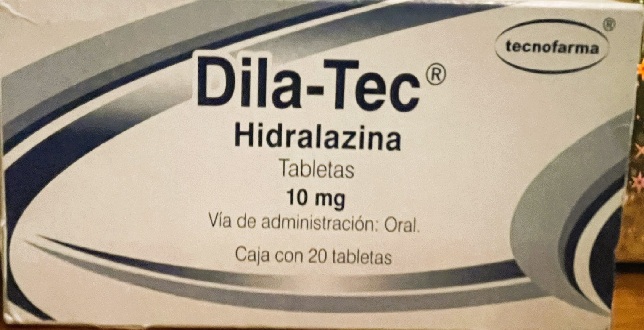 tecnofarma®
Dila-Tec®
Hidralazina
Tabletas
10 mg
Vía de administración: Oral.
Caja con 20 tabletas